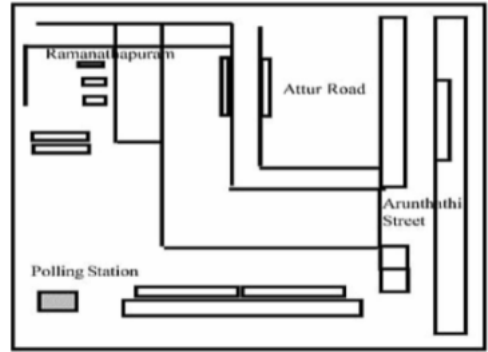 Ramanathapuram
Attur Road
Arunthathi
Street
Polling Station